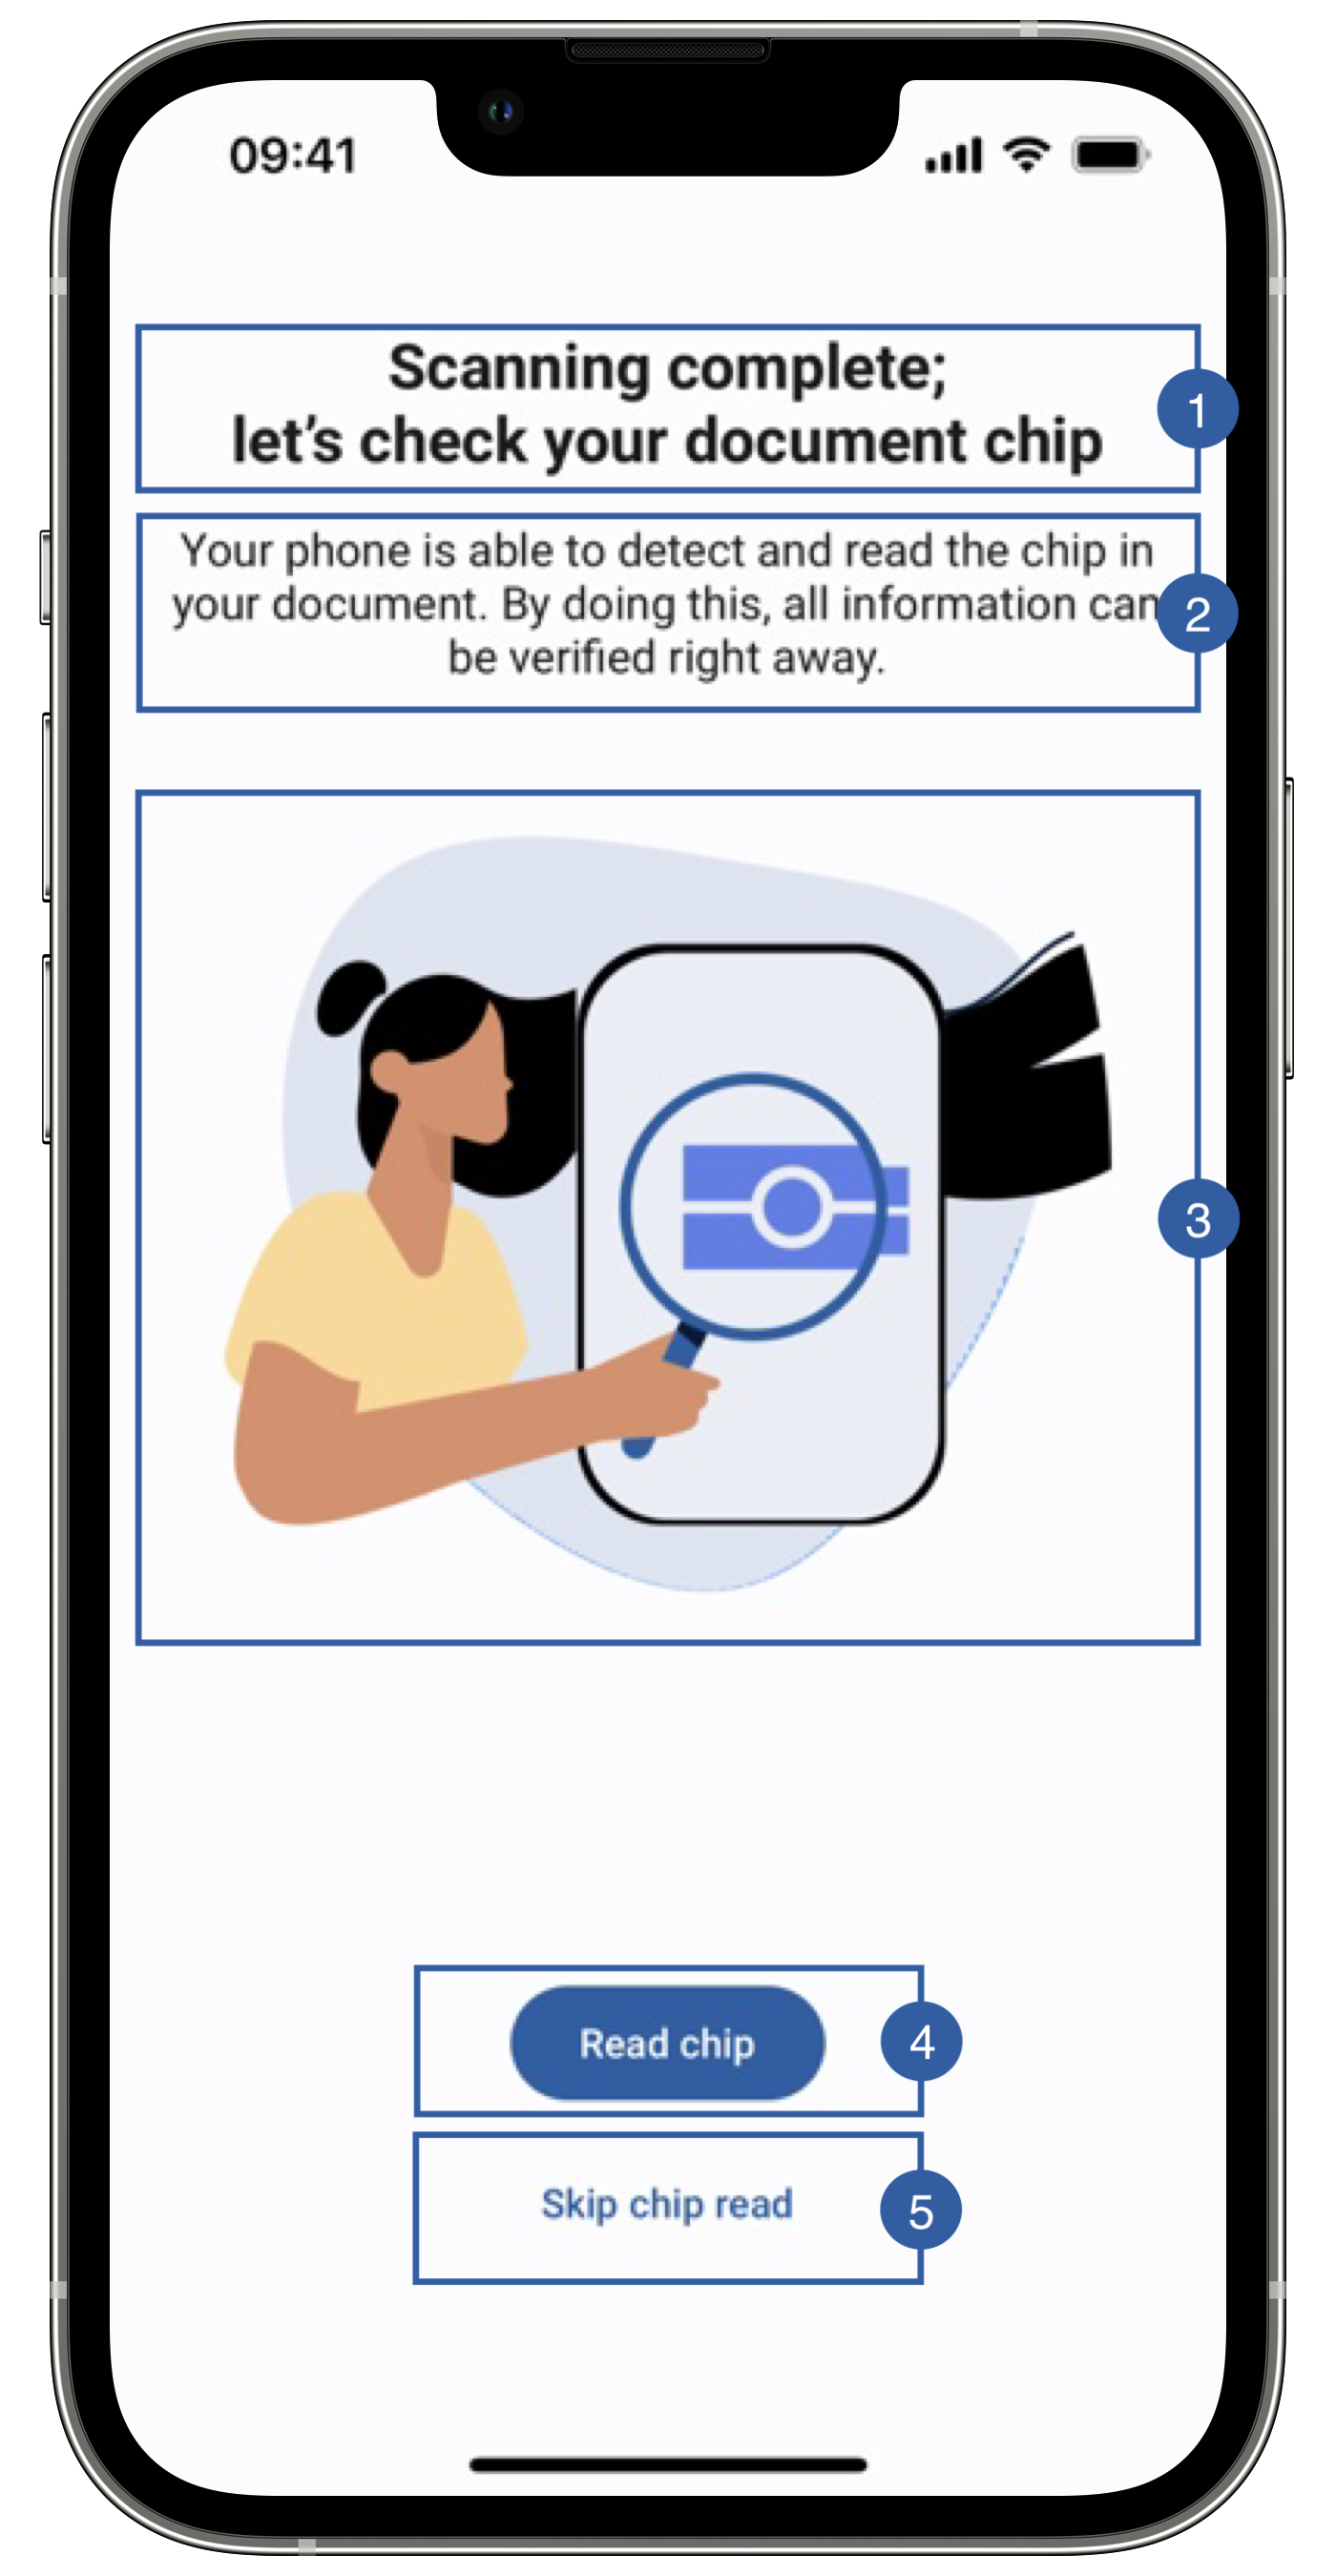 09:41
Scanning complete;
let's check your document chip
1
Your phone is able to detect and read the chip in
your document. By doing this, all information can
be verified right away.
2
3
Read chip
4
Skip chip read
5